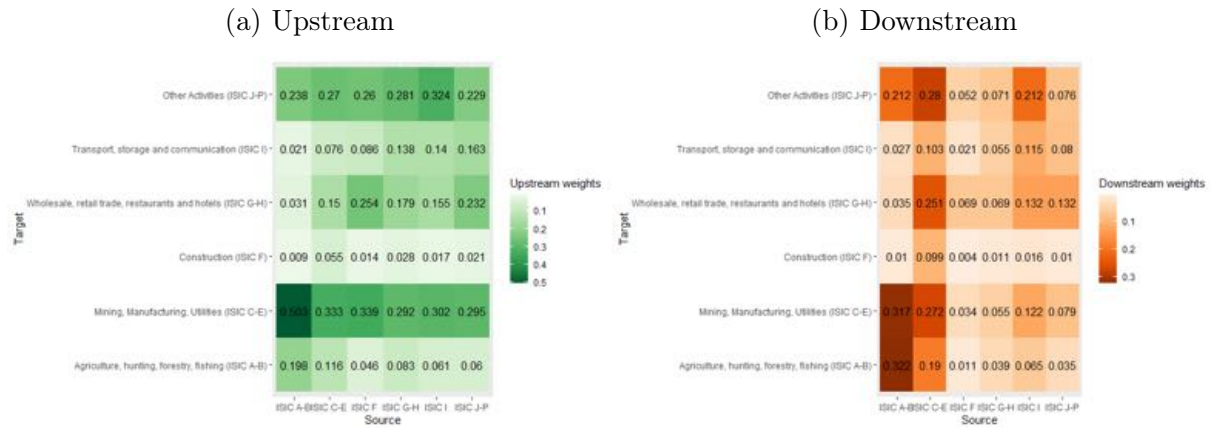 (a) Upstream
Other Activities (ISIC J-P)
0.238 0.27 0.26 0.281 0.324 0.229
Transport, storage and communication (ISIC I)
0.021 0.076 0.086 0.138 0.14 0.163
Wholesale, retail trade, restaurants and hotels (ISIC G-H)
0.031 0.15 0.254 0.179 0.155 0.232
Construction (ISIC F)
0.009 0.055 0.014 0.028 0.017 0.021
Mining, Manufacturing, Utilities (ISIC C-E)
0.503 0.333 0.339 0.292 0.302 0.295
Agriculture, hunting, forestry, fishing (ISIC A-B)
0.198 0.116 0.046 0.083 0.061 0.06
ISIC A-B ISIC C-E ISIC F ISIC G-H ISIC I ISIC J-P
Source
Target
Upstream weights
0.1
0.2
0.3
0.4
0.5
(b) Downstream
Other Activities (ISIC J-P)
0.212 0.28 0.052 0.071 0.212 0.076
Transport, storage and communication (ISIC I)
0.027 0.103 0.021 0.055 0.115 0.08
Wholesale, retail trade, restaurants and hotels (ISIC G-H)
0.035 0.251 0.069 0.069 0.132 0.132
Construction (ISIC F)
0.01 0.099 0.004 0.011 0.016 0.01
Mining, Manufacturing, Utilities (ISIC C-E)
0.317 0.272 0.034 0.055 0.122 0.079
Agriculture, hunting, forestry, fishing (ISIC A-B)
0.322 0.19 0.011 0.039 0.065 0.035
ISIC A-B ISIC C-E ISIC F ISIC G-H ISIC I ISIC J-P
Source
Target
Downstream weights
0.1
0.2
0.3